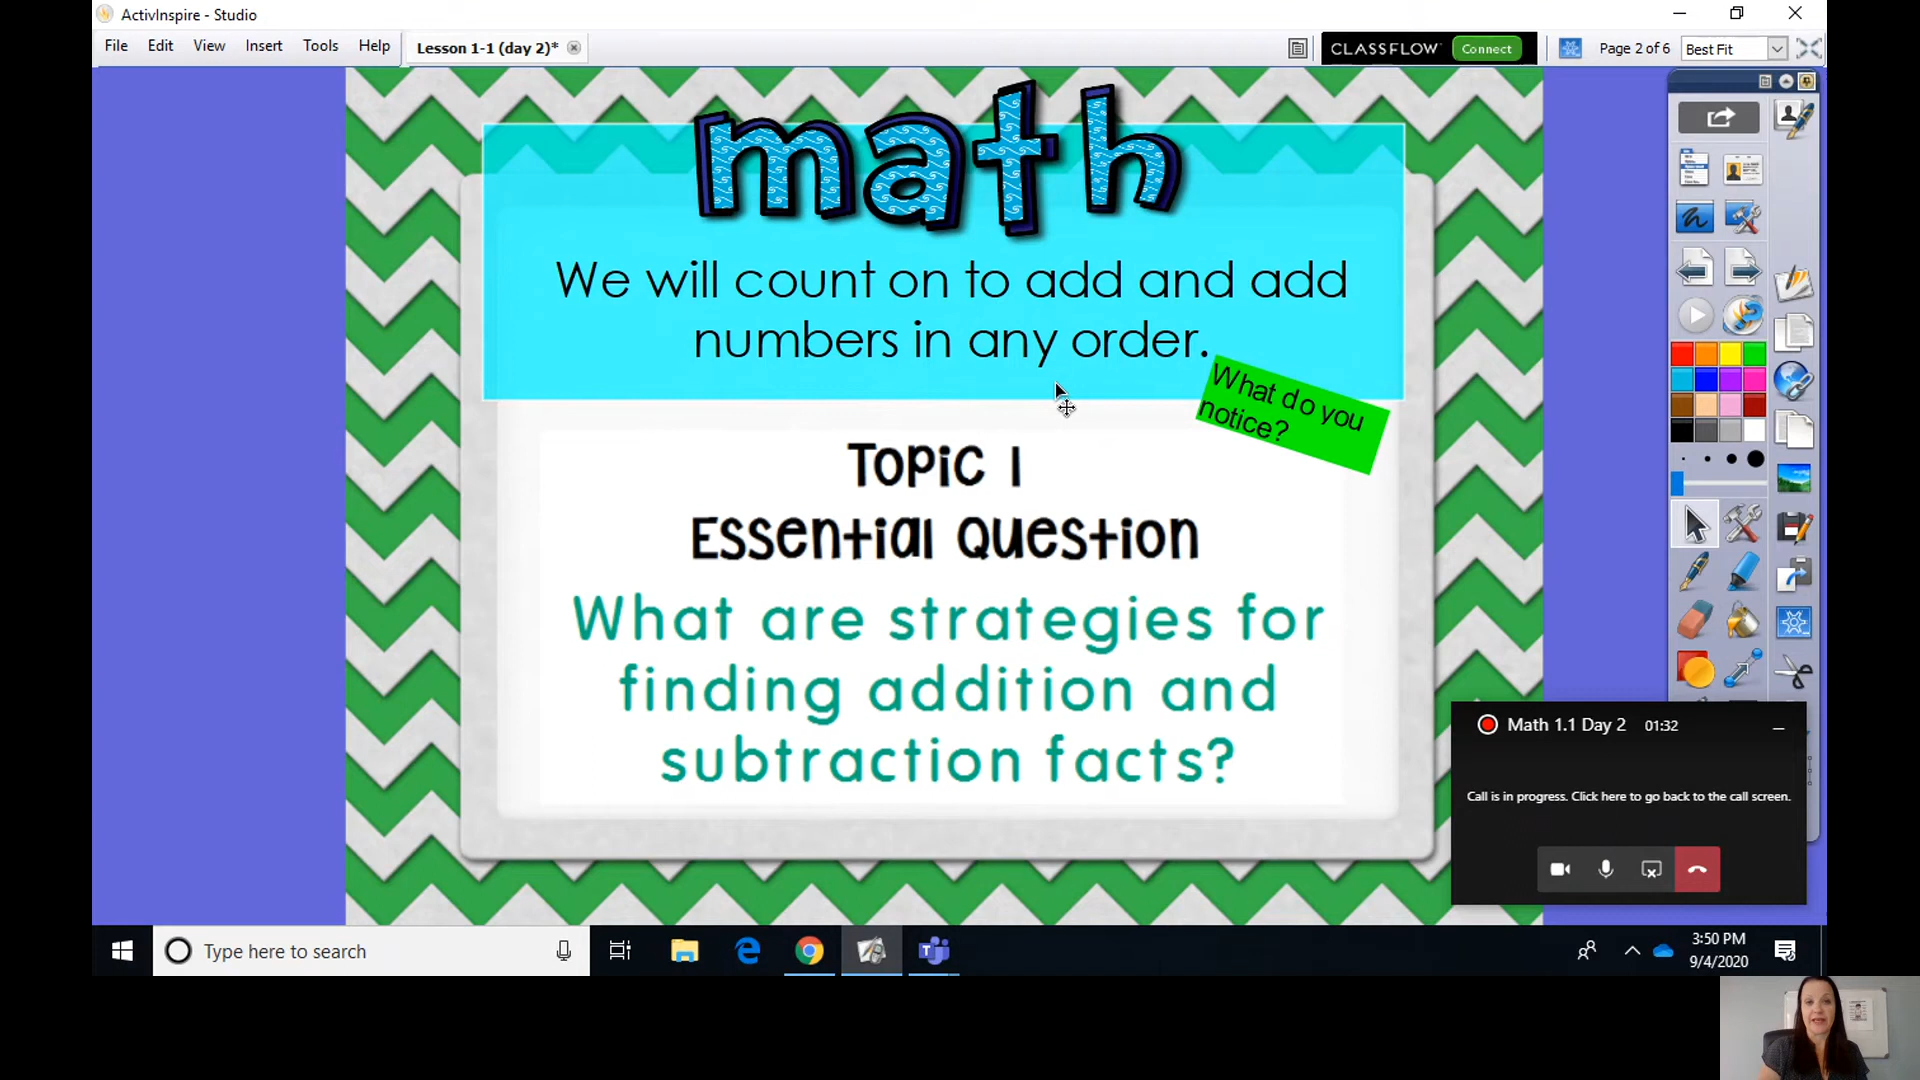 ActivInspire - Studio
File Edit View Insert Tools Help
Lesson 1-1 (day 2)*
CLASSFLOW Connect
Page 2 of 6
Best Fit
math
We will count on to add and add
numbers in any order.
What do you
notice?
Topic 1
Essential Question
What are strategies for
finding addition and
subtraction facts?
Math 1.1 Day 2 01:32
Call is in progress. Click here to go back to the call screen.
Type here to search
3:50 PM
9/4/2020